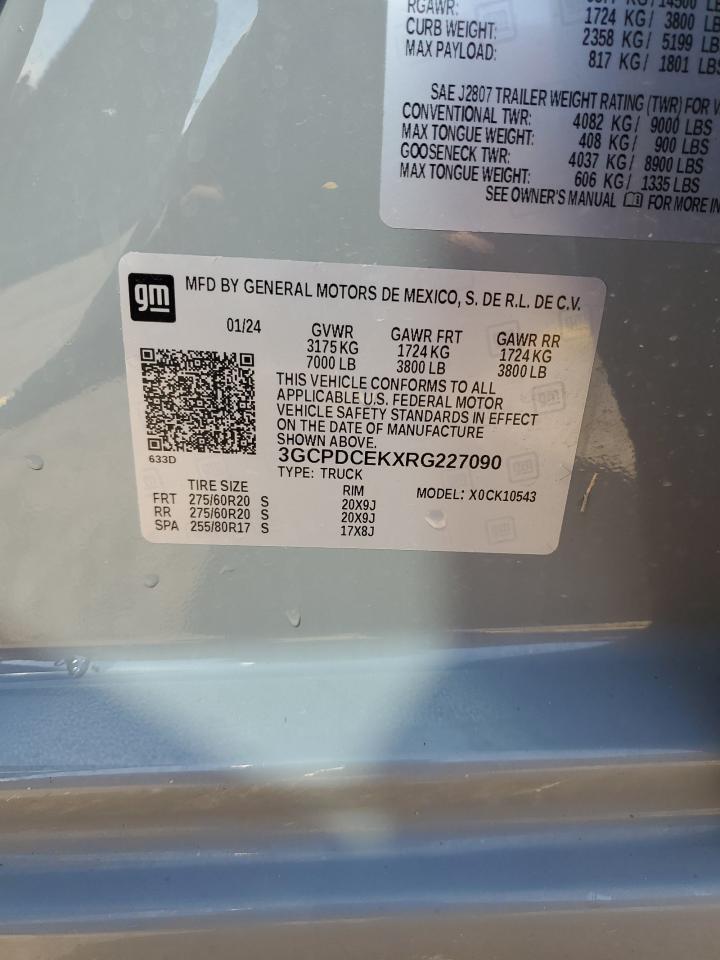 RGAWR:
LB
CURB WEIGHT: 1724 KG/ 3800 LB
MAX PAYLOAD: 2358 KG/ 5199 LBS
817 KG/ 1801 LBS
SAE J2807 TRAILER WEIGHT RATING (TWR) FOR
CONVENTIONAL TWR: 4082 KG/ 9000 LBS
MAX TONGUE WEIGHT: 408 KG/ 900 LBS
GOOSENECK TWR: 4037 KG/ 8900 LBS
MAX TONGUE WEIGHT: 606 KG/ 1335 LBS
SEE OWNER'S MANUAL FOR MORE IN
gm MFD BY GENERAL MOTORS DE MEXICO, S. DE R.L. DE C.V.
01/24 GVWR GAWR FRT GAWR RR
3175 KG 1724 KG 1724 KG
7000 LB 3800 LB 3800 LB
THIS VEHICLE CONFORMS TO ALL
APPLICABLE U.S. FEDERAL MOTOR
VEHICLE SAFETY STANDARDS IN EFFECT
ON THE DATE OF MANUFACTURE
SHOWN ABOVE.
633D 3GCPDCEKXRG227090
TYPE: TRUCK
TIRE SIZE RIM MODEL: X0CK10543
FRT 275/60R20 S 20X9J
RR 275/60R20 S 20X9J
SPA 255/80R17 S 17X8J